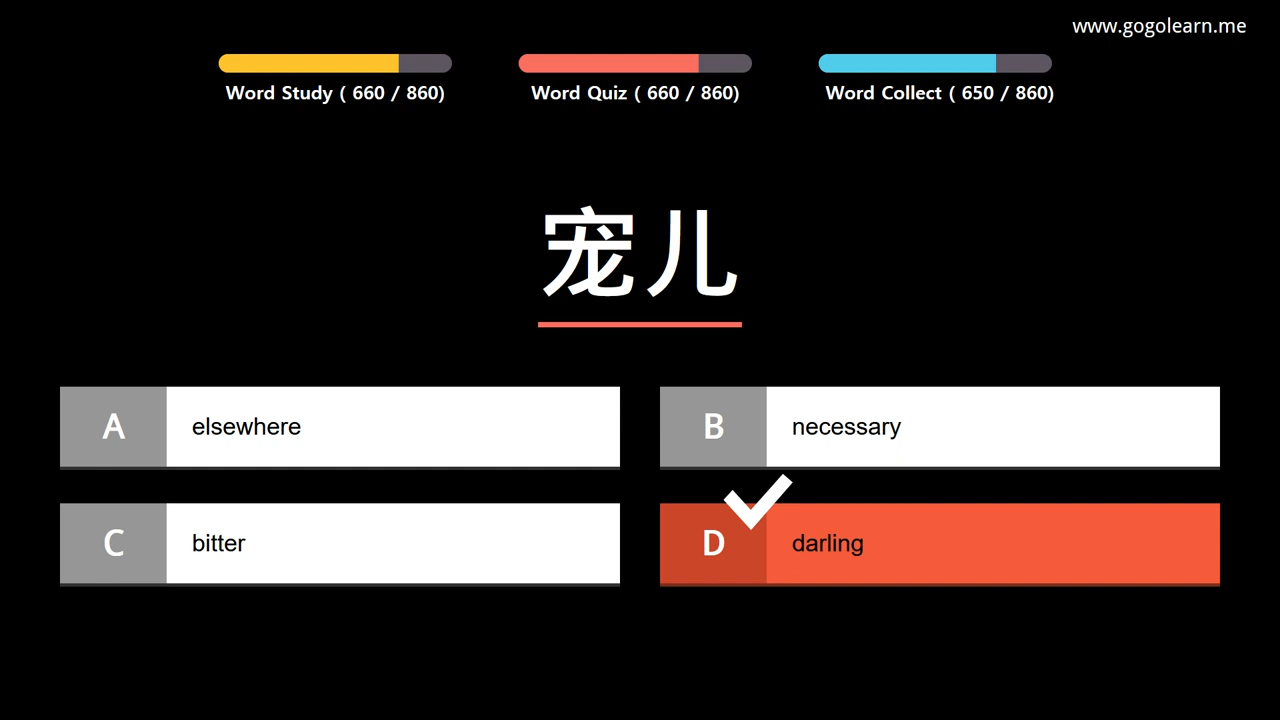 www.gogolearn.me
Word Study ( 660 / 860)
Word Quiz ( 660 / 860)
Word Collect ( 650 / 860)
宠儿
A elsewhere
B necessary
C bitter
D darling